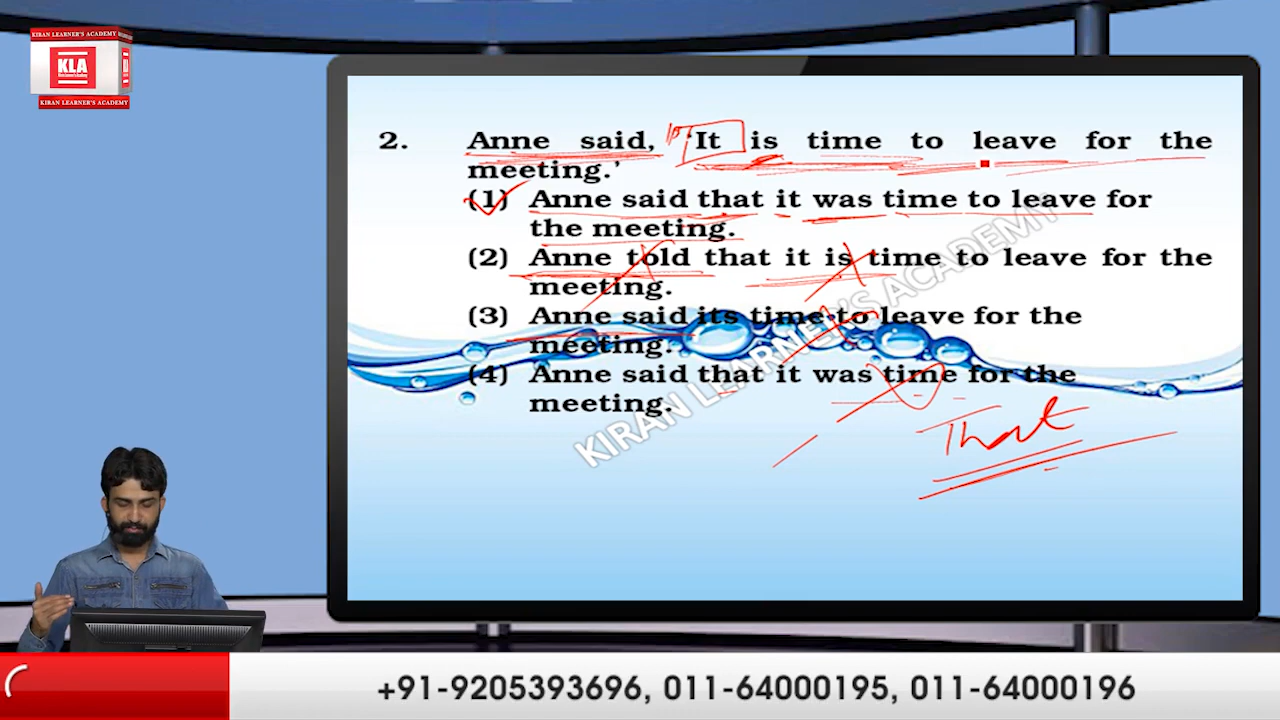 KIRAN LEARNER'S ACADEMY
KLA
KIRAN LEARNER'S ACADEMY
2. Anne said, 'It is time to leave for the
meeting.'
(1) Anne said that it was time to leave for
the meeting.
(2) Anne told that it is time to leave for the
meeting.
(3) Anne said its time to leave for the
meeting.
(4) Anne said that it was time for the
meeting.
That
KIRAN LEARNER'S ACADEMY
+91-9205393696, 011-64000195, 011-64000196